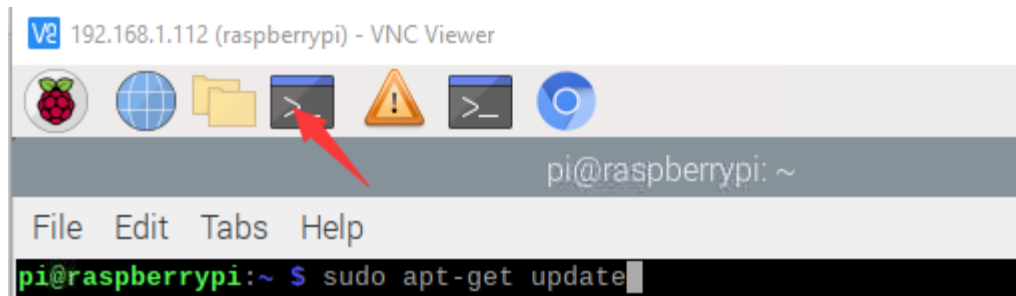 V2 192.168.1.112 (raspberrypi) - VNC Viewer
>_ >_
pi@raspberrypi: ~
File Edit Tabs Help
pi@raspberrypi:~ $ sudo apt-get update